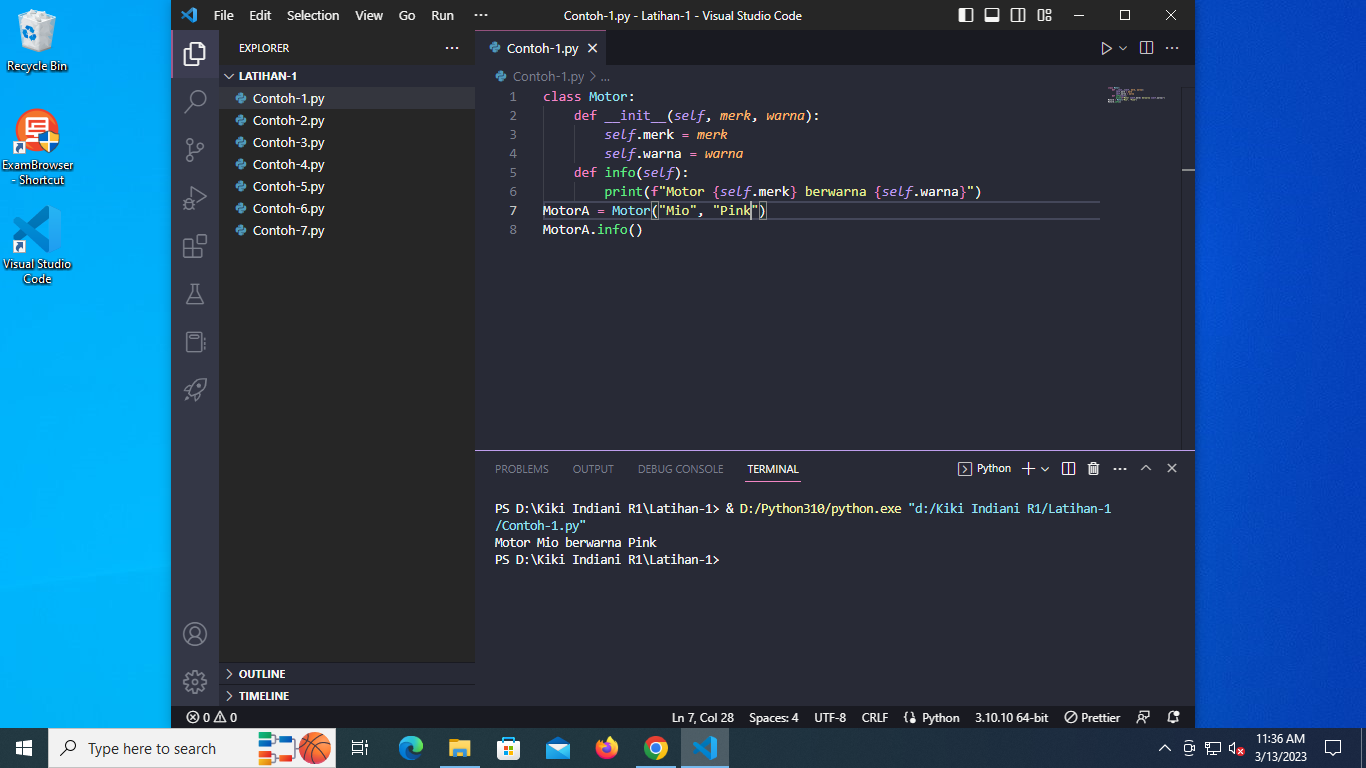 File Edit Selection View Go Run ···
Contoh-1.py - Latihan-1 - Visual Studio Code
Recycle Bin
ExamBrowser
- Shortcut
Visual Studio
Code
EXPLORER
LATIHAN-1
Contoh-1.py
Contoh-2.py
Contoh-3.py
Contoh-4.py
Contoh-5.py
Contoh-6.py
Contoh-7.py
OUTLINE
TIMELINE
Contoh-1.py
Contoh-1.py > ...
1 class Motor:
2     def __init__(self, merk, warna):
3         self.merk = merk
4         self.warna = warna
5     def info(self):
6         print(f"Motor {self.merk} berwarna {self.warna}")
7 MotorA = Motor("Mio", "Pink")
8 MotorA.info()
PROBLEMS OUTPUT DEBUG CONSOLE TERMINAL
Python
PS D:\Kiki Indiani R1\Latihan-1> & D:/Python310/python.exe "d:/Kiki Indiani R1/Latihan-1
/Contoh-1.py"
Motor Mio berwarna Pink
PS D:\Kiki Indiani R1\Latihan-1>
0 0
Ln 7, Col 28 Spaces: 4 UTF-8 CRLF Python 3.10.10 64-bit Prettier
Type here to search
11:36 AM
3/13/2023